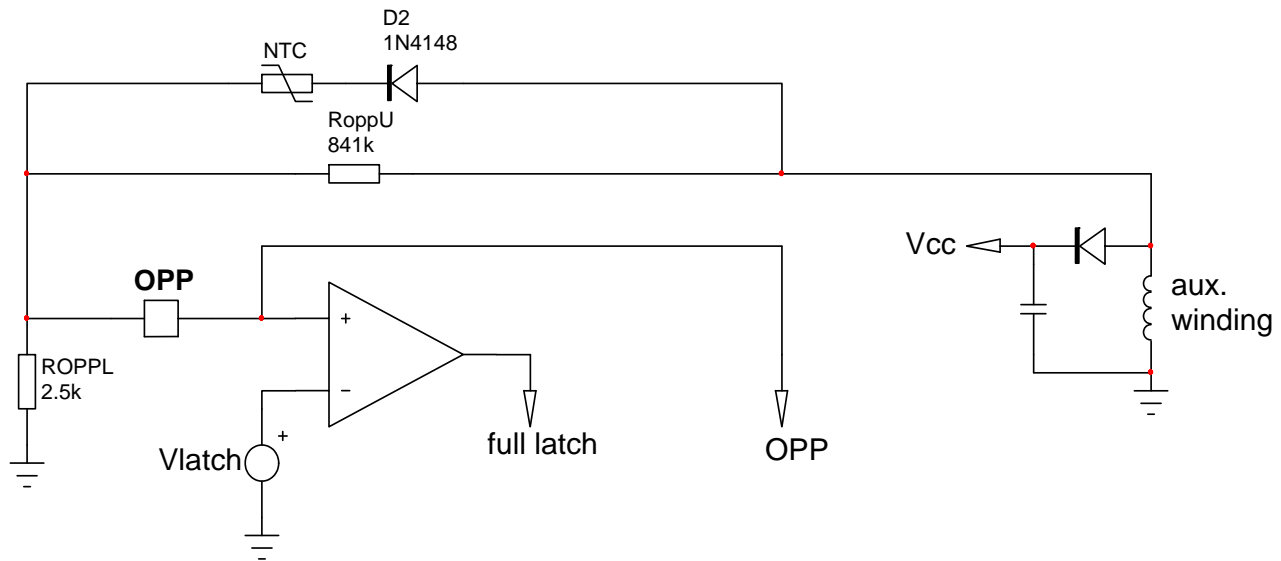 D2
1N4148
NTC
RoppU
841k
Vcc
OPP
aux.
winding
+
ROPPL
2.5k
−
+
Vlatch
full latch
OPP